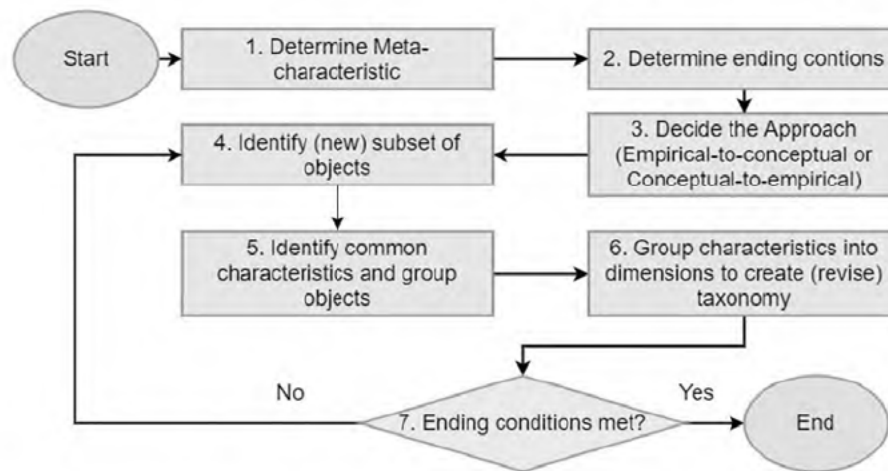 Start
1. Determine Meta-
characteristic
2. Determine ending contions
3. Decide the Approach
(Empirical-to-conceptual or
Conceptual-to-empirical)
4. Identify (new) subset of
objects
5. Identify common
characteristics and group
objects
6. Group characteristics into
dimensions to create (revise)
taxonomy
7. Ending conditions met?
No
Yes
End